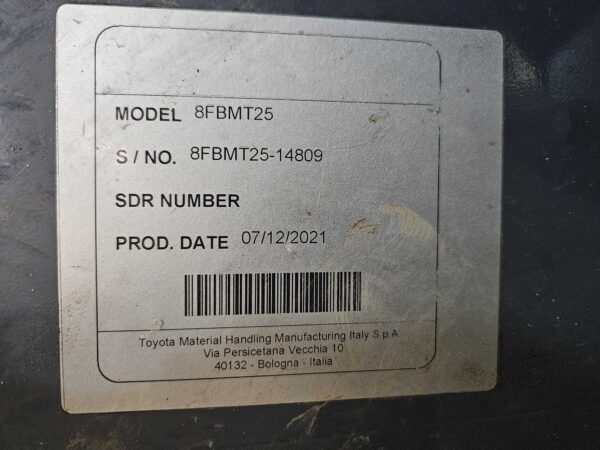 MODEL 8FBMT25
S / NO. 8FBMT25-14809
SDR NUMBER
PROD. DATE 07/12/2021
Toyota Material Handling Manufacturing Italy S.p.A
Via Persicetana Vecchia 10
40132 - Bologna - Italia